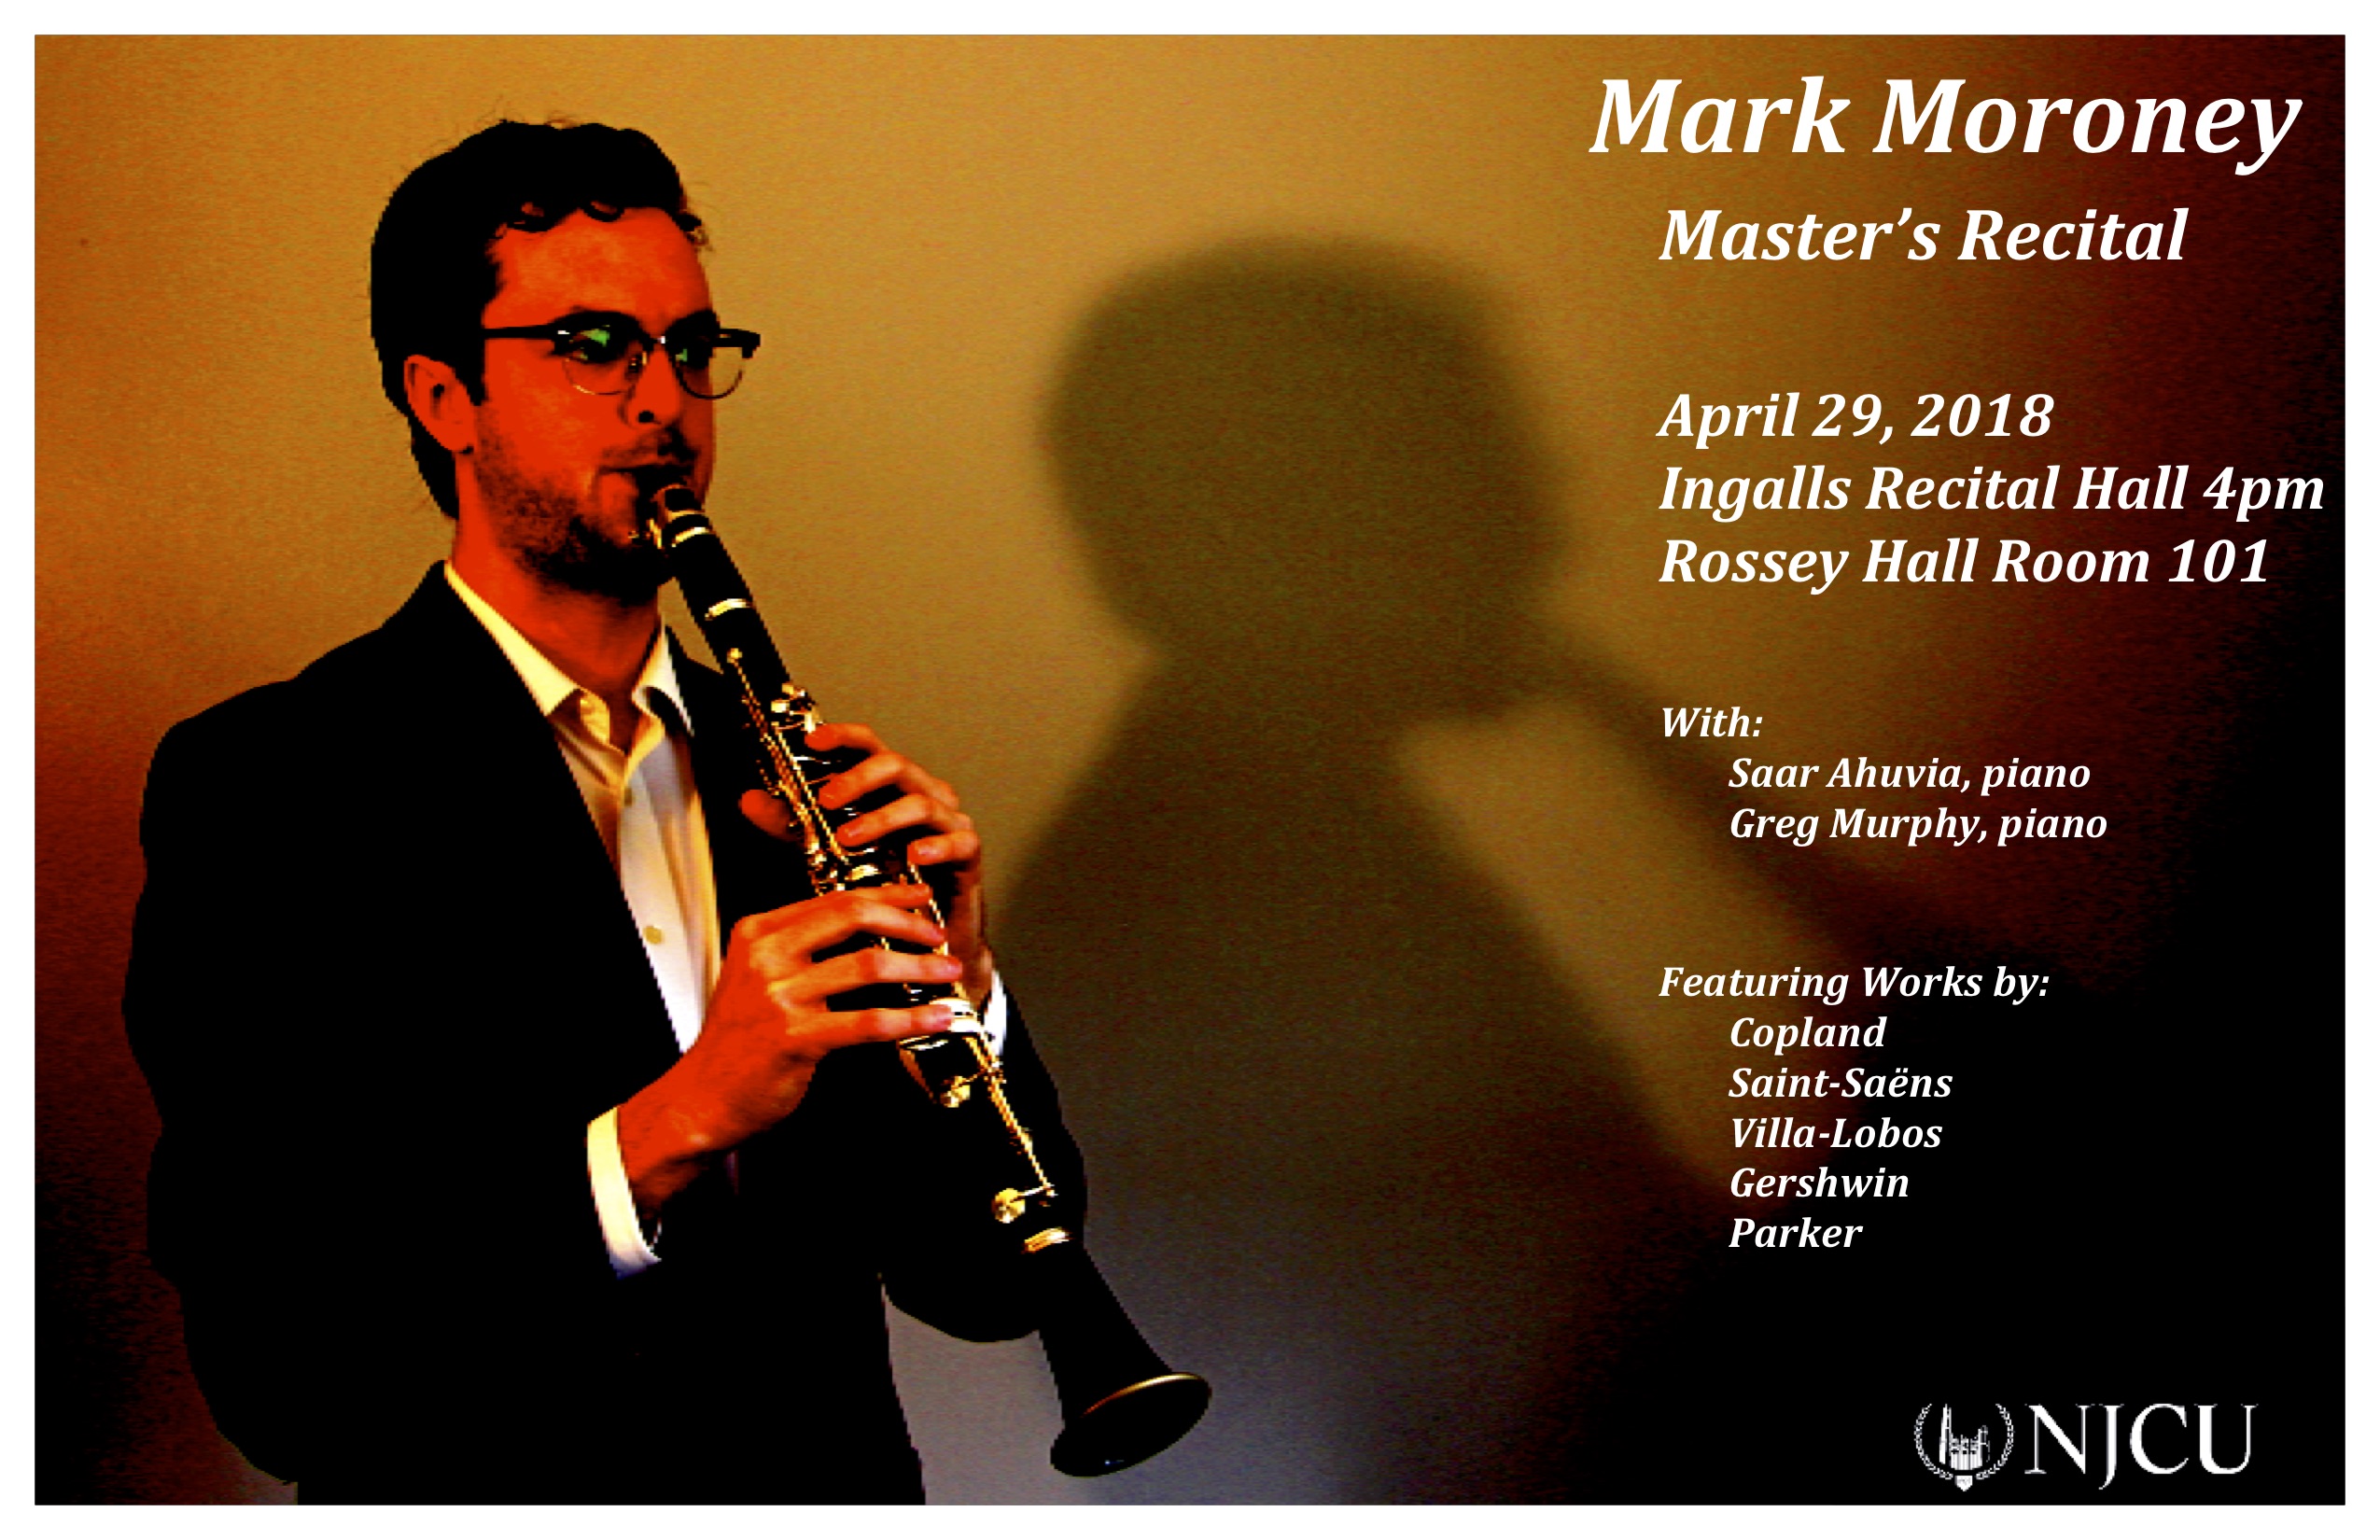 Mark Moroney
Master’s Recital
April 29, 2018
Ingalls Recital Hall 4pm
Rossey Hall Room 101
With:
Saar Ahuvia, piano
Greg Murphy, piano
Featuring Works by:
Copland
Saint-Saëns
Villa-Lobos
Gershwin
Parker
NJCU